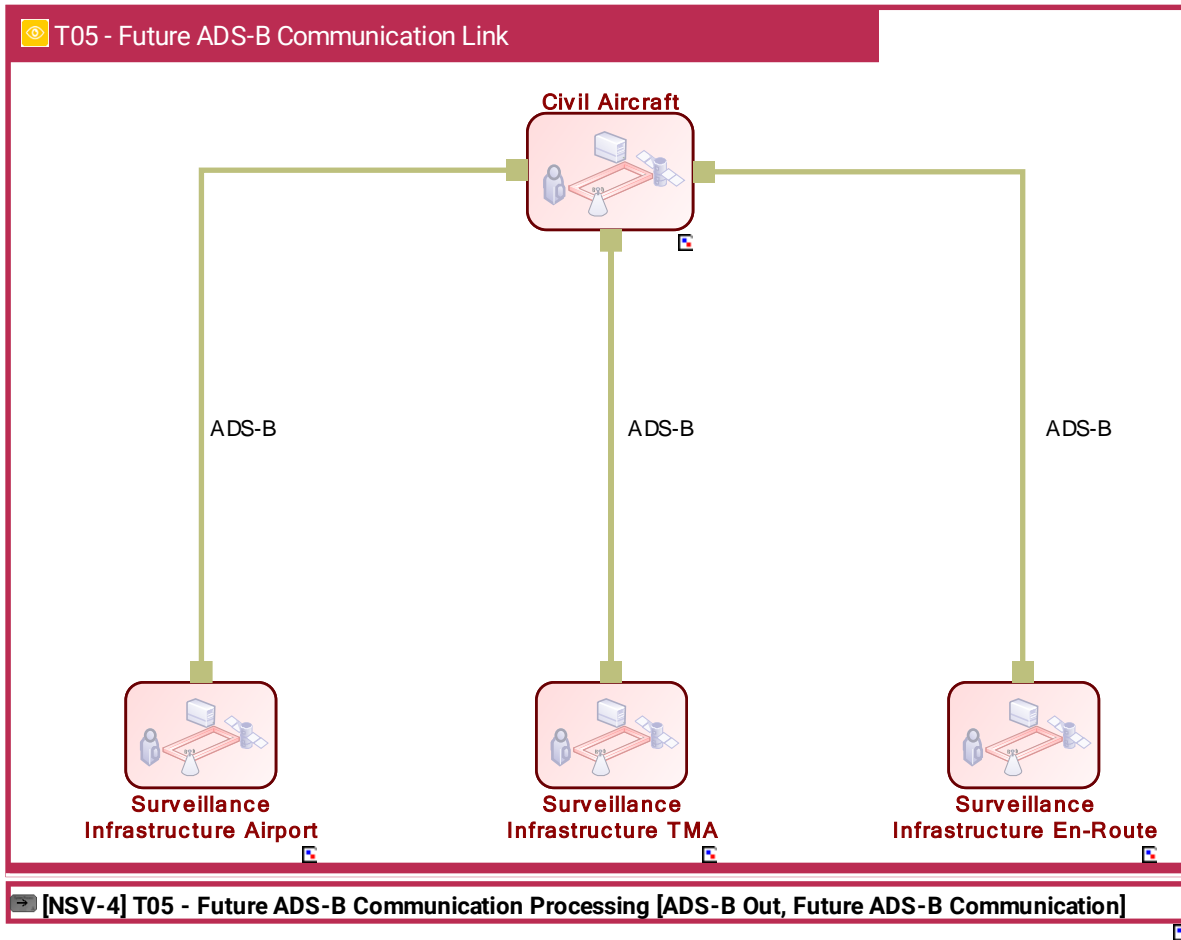 T05 - Future ADS-B Communication Link
Civil Aircraft
ADS-B
ADS-B
ADS-B
Surveillance
Infrastructure Airport
Surveillance
Infrastructure TMA
Surveillance
Infrastructure En-Route
[NSV-4] T05 - Future ADS-B Communication Processing [ADS-B Out, Future ADS-B Communication]